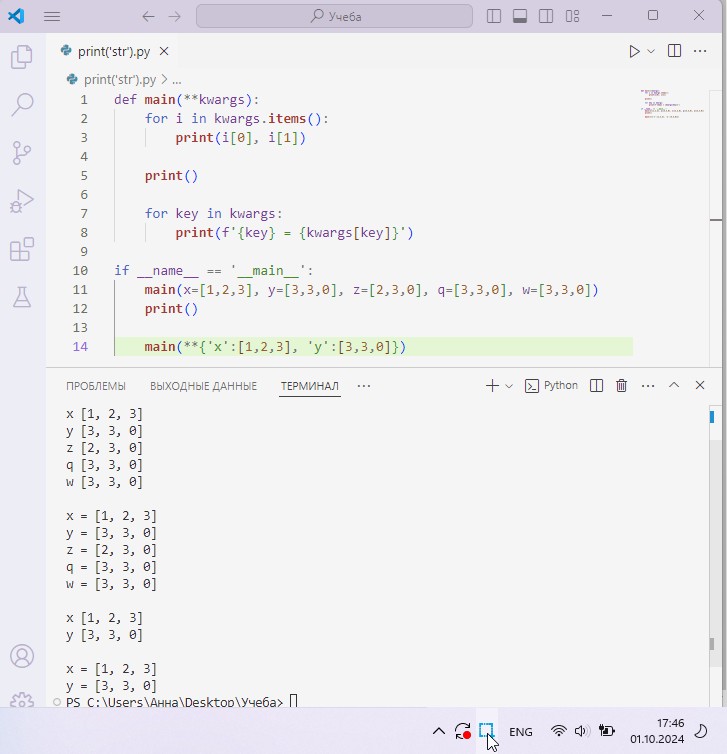 Учеба
print('str').py
print('str').py > ...
1 def main(**kwargs):
2 for i in kwargs.items():
3 print(i[0], i[1])
4
5 print()
6
7 for key in kwargs:
8 print(f'{key} = {kwargs[key]}')
9
10 if __name__ == '__main__':
11 main(x=[1,2,3], y=[3,3,0], z=[2,3,0], q=[3,3,0], w=[3,3,0])
12 print()
13
14 main(**{'x':[1,2,3], 'y':[3,3,0]})
ПРОБЛЕМЫ ВЫХОДНЫЕ ДАННЫЕ ТЕРМИНАЛ ... Python
x [1, 2, 3]
y [3, 3, 0]
z [2, 3, 0]
q [3, 3, 0]
w [3, 3, 0]
x = [1, 2, 3]
y = [3, 3, 0]
z = [2, 3, 0]
q = [3, 3, 0]
w = [3, 3, 0]
x [1, 2, 3]
y [3, 3, 0]
x = [1, 2, 3]
y = [3, 3, 0]
PS C:\Users\Анна\Desktop\Учеба>
ENG
17:46
01.10.2024